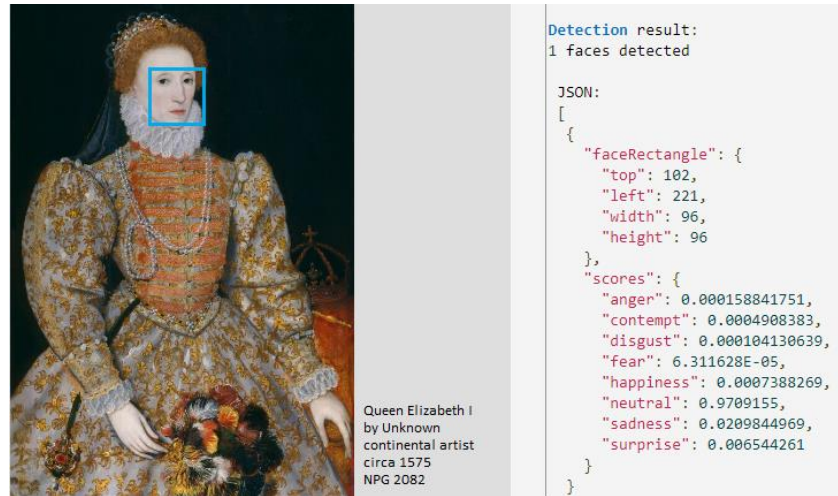 Queen Elizabeth I
by Unknown
continental artist
circa 1575
NPG 2082
Detection result:
1 faces detected
JSON:
[
{
"faceRectangle": {
"top": 102,
"left": 221,
"width": 96,
"height": 96
},
"scores": {
"anger": 0.000158841751,
"contempt": 0.0004908383,
"disgust": 0.000104130639,
"fear": 6.311628E-05,
"happiness": 0.0007388269,
"neutral": 0.9709155,
"sadness": 0.0209844969,
"surprise": 0.006544261
}
}